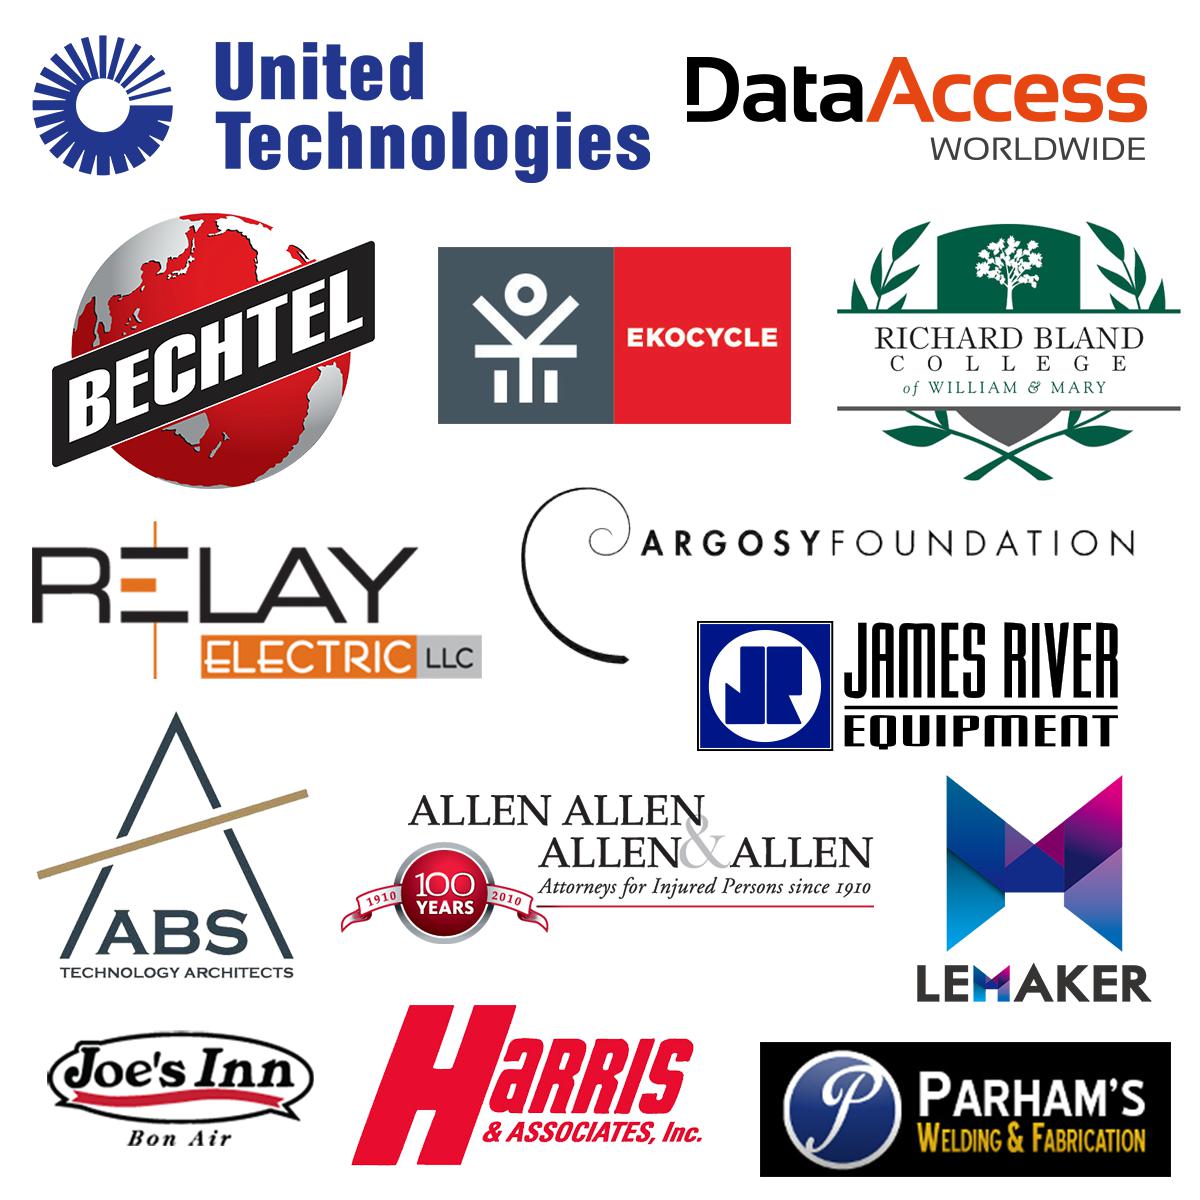 United
Technologies
DataAccess
WORLDWIDE
BECHTEL
EKOCYCLE
RICHARD BLAND
COLLEGE
of WILLIAM & MARY
RELAY
ELECTRIC LLC
ARGOSYFOUNDATION
JR
JAMES RIVER
EQUIPMENT
ABS
TECHNOLOGY ARCHITECTS
ALLEN ALLEN
ALLEN & ALLEN
Attorneys for Injured Persons since 1910
1910 100 YEARS 2010
LEMAKER
Joe's Inn
Bon Air
HARRIS
& ASSOCIATES, Inc.
P
PARHAM'S
WELDING & FABRICATION